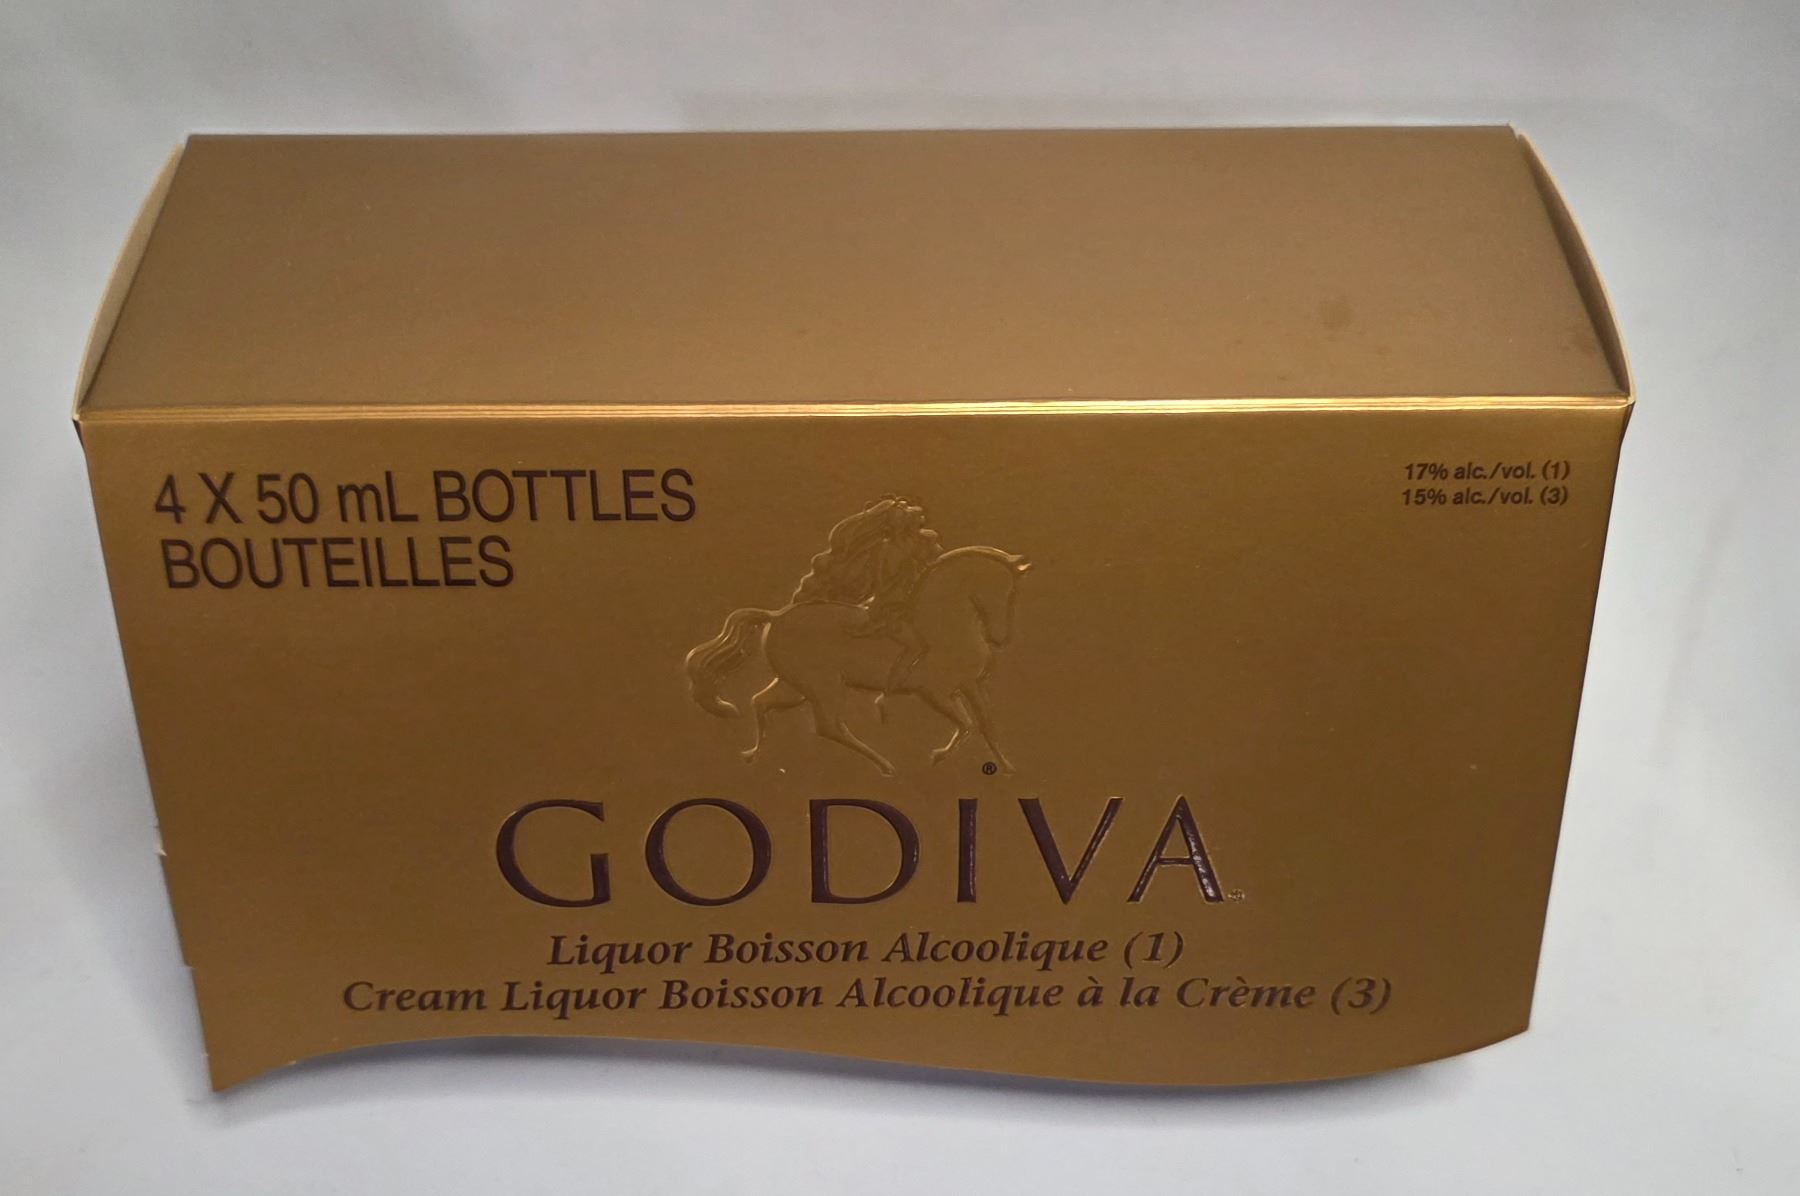 4 X 50 mL BOTTLES
BOUTEILLES
17% alc./vol. (1)
15% alc./vol. (3)
®
GODIVA®
Liquor Boisson Alcoolique (1)
Cream Liquor Boisson Alcoolique à la Crème (3)